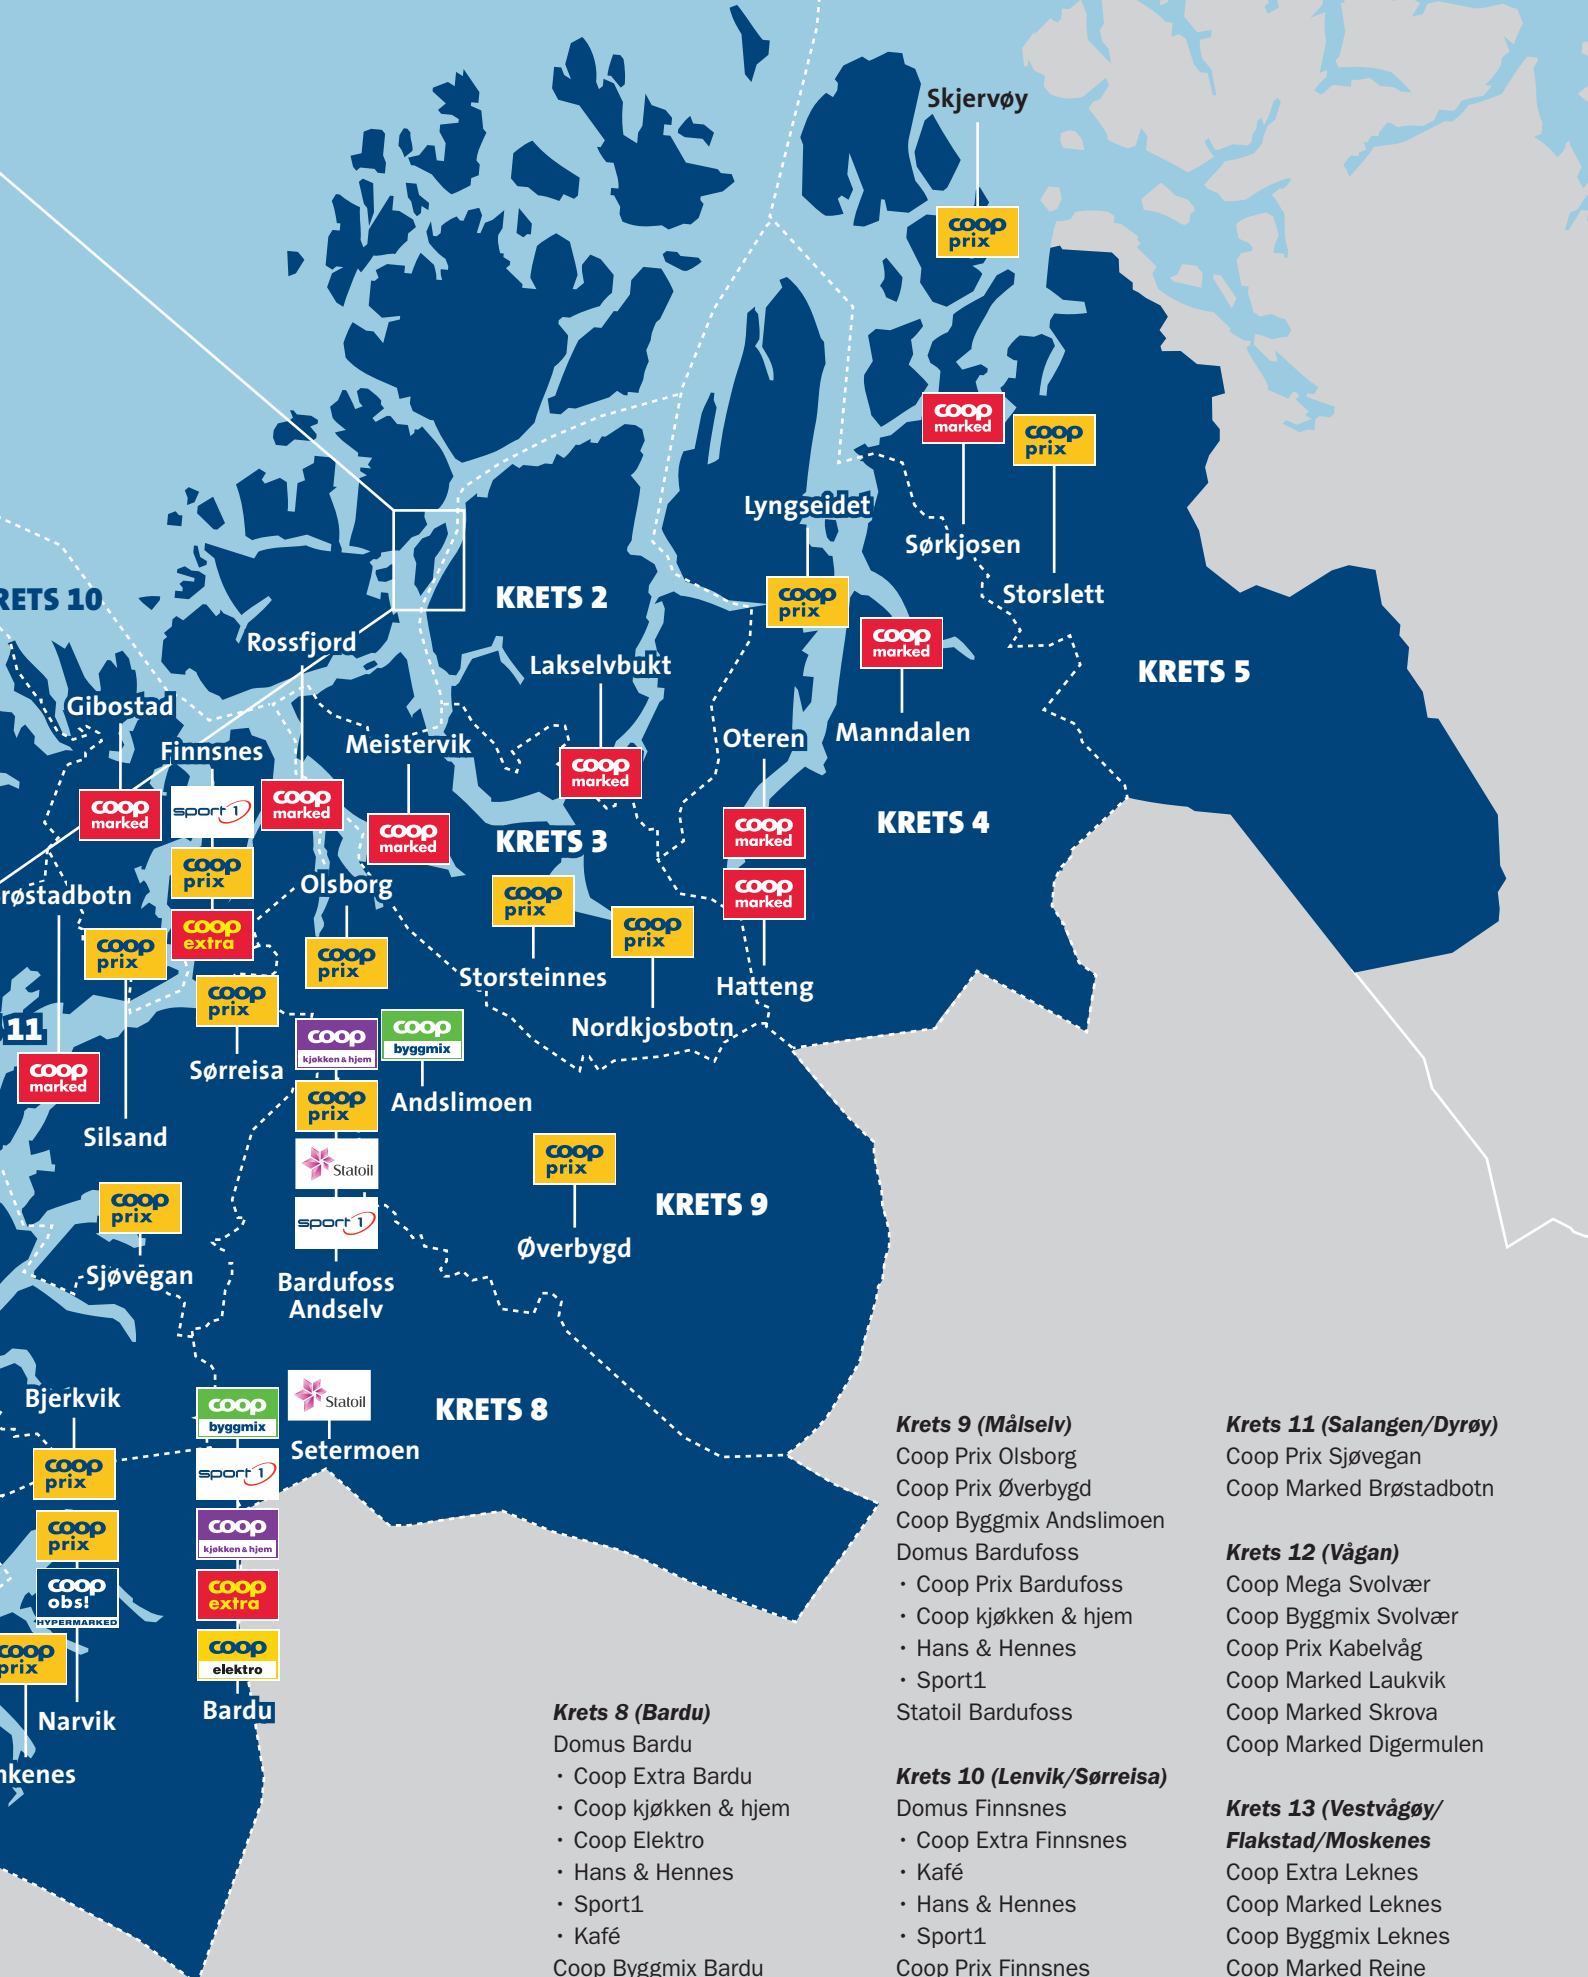 Skjervøy
coop
prix
coop
marked
coop
prix
Lyngseidet
Sørkjosen
Storslett
KRETS 2
RETS 10
coop
prix
coop
marked
Rossfjord
Lakselvbukt
KRETS 5
Gibostad
Finnsnes
Meistervik
Oteren
Manndalen
coop
marked
coop
marked
sport 1
coop
marked
coop
marked
coop
marked
KRETS 3
KRETS 4
coop
prix
Olsborg
coop
prix
coop
marked
røstadbotn
coop
extra
coop
prix
coop
prix
coop
prix
Storsteinnes
Hatteng
coop
prix
11
Nordkjosbotn
coop
kjøkken & hjem
coop
byggmix
coop
marked
Sørreisa
coop
prix
Andslimoen
Silsand
Statoil
coop
prix
coop
prix
sport 1
KRETS 9
Øverbygd
Sjøvegan
Bardufoss
Andselv
Bjerkvik
coop
byggmix
Statoil
KRETS 8
Setermoen
coop
prix
sport 1
coop
prix
coop
kjøkken & hjem
coop
obs!
HYPERMARKED
coop
extra
coop
prix
coop
elektro
Narvik
Bardu
nkenes
Krets 8 (Bardu)
Domus Bardu
• Coop Extra Bardu
• Coop kjøkken & hjem
• Coop Elektro
• Hans & Hennes
• Sport1
• Kafé
Coop Byggmix Bardu
Krets 9 (Målselv)
Coop Prix Olsborg
Coop Prix Øverbygd
Coop Byggmix Andslimoen
Domus Bardufoss
• Coop Prix Bardufoss
• Coop kjøkken & hjem
• Hans & Hennes
• Sport1
Statoil Bardufoss
Krets 10 (Lenvik/Sørreisa)
Domus Finnsnes
• Coop Extra Finnsnes
• Kafé
• Hans & Hennes
• Sport1
Coop Prix Finnsnes
Krets 11 (Salangen/Dyrøy)
Coop Prix Sjøvegan
Coop Marked Brøstadbotn
Krets 12 (Vågan)
Coop Mega Svolvær
Coop Byggmix Svolvær
Coop Prix Kabelvåg
Coop Marked Laukvik
Coop Marked Skrova
Coop Marked Digermulen
Krets 13 (Vestvågøy/
Flakstad/Moskenes
Coop Extra Leknes
Coop Marked Leknes
Coop Byggmix Leknes
Coop Marked Reine